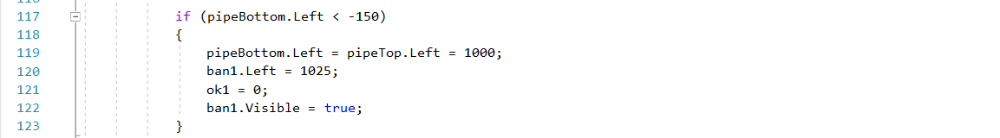 117 if (pipeBottom.Left < -150)
118 {
119 pipeBottom.Left = pipeTop.Left = 1000;
120 ban1.Left = 1025;
121 ok1 = 0;
122 ban1.Visible = true;
123 }